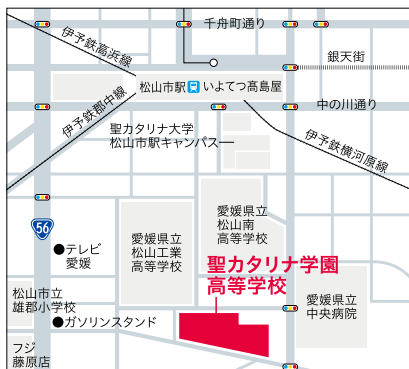 千舟町通り
伊予鉄高浜線
銀天街
松山市駅
いよてつ髙島屋
中の川通り
伊予鉄郡中線
聖カタリナ大学
松山市駅キャンパス
伊予鉄横河原線
56
愛媛県立
松山南
高等学校
愛媛県立
松山工業
高等学校
テレビ
愛媛
聖カタリナ学園
高等学校
松山市立
雄郡小学校
ガソリンスタンド
愛媛県立
中央病院
フジ
藤原店